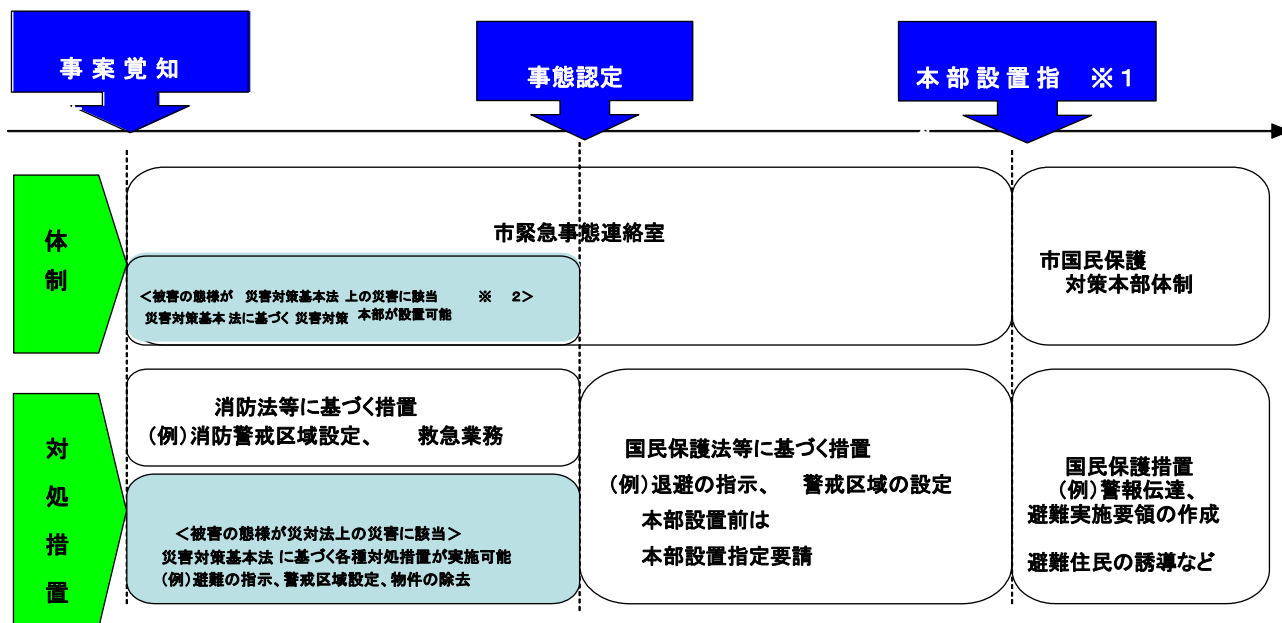 事案覚知
事態認定
本部設置指 ※1
体制
市緊急事態連絡室
<被害の態様が 災害対策基本法 上の災害に該当 ※ 2>
災害対策基本 法に基づく 災害対策 本部が設置可能
市国民保護
対策本部体制
対処措置
消防法等に基づく措置
(例)消防警戒区域設定、 救急業務
<被害の態様が災対法上の災害に該当>
災害対策基本法 に基づく各種対処措置が実施可能
(例)避難の指示、警戒区域設定、物件の除去
国民保護法等に基づく措置
(例)退避の指示、 警戒区域の設定
本部設置前は
本部設置指定要請
国民保護措置
(例)警報伝達、
避難実施要領の作成
避難住民の誘導など